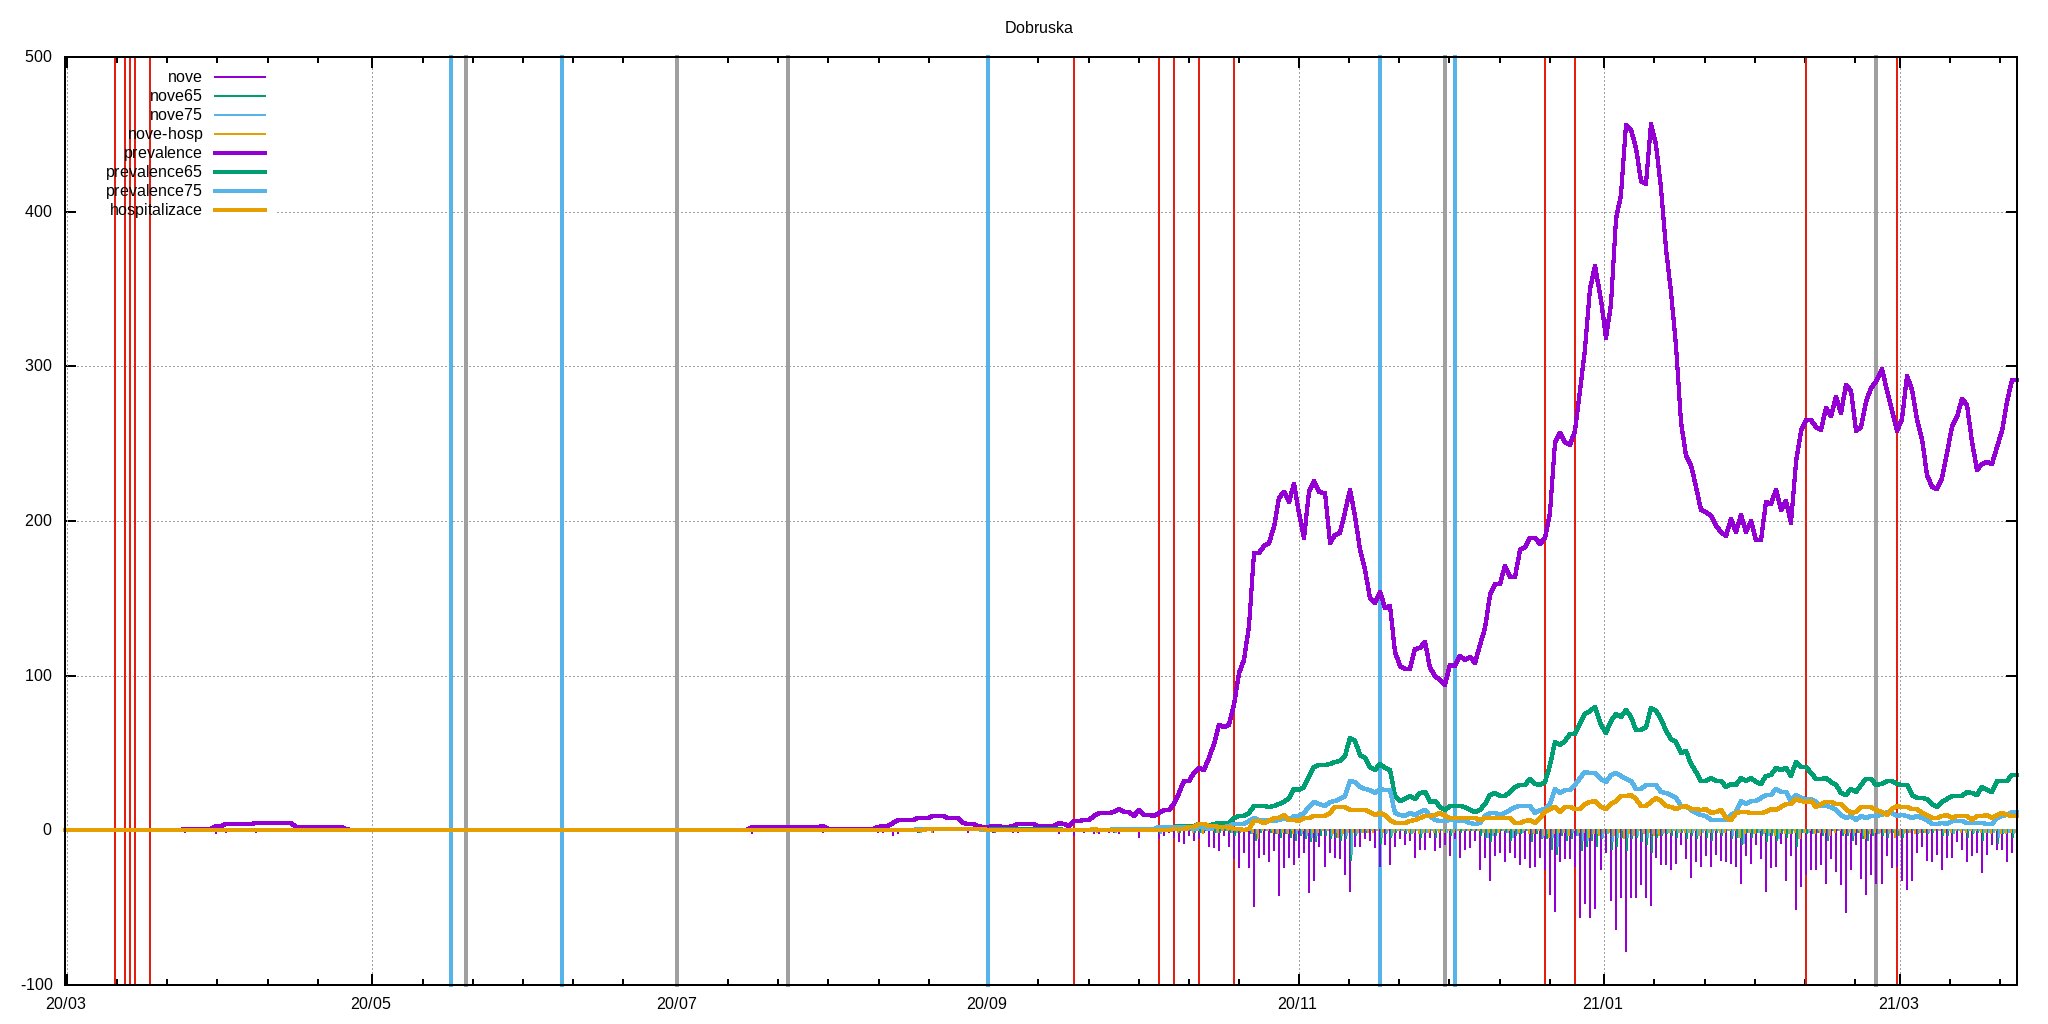 Dobruska
500
nove
nove65
nove75
nove-hosp
prevalence
prevalence65
prevalence75
hospitalizace
400
300
200
100
0
-100
20/03 20/05 20/07 20/09 20/11 21/01 21/03